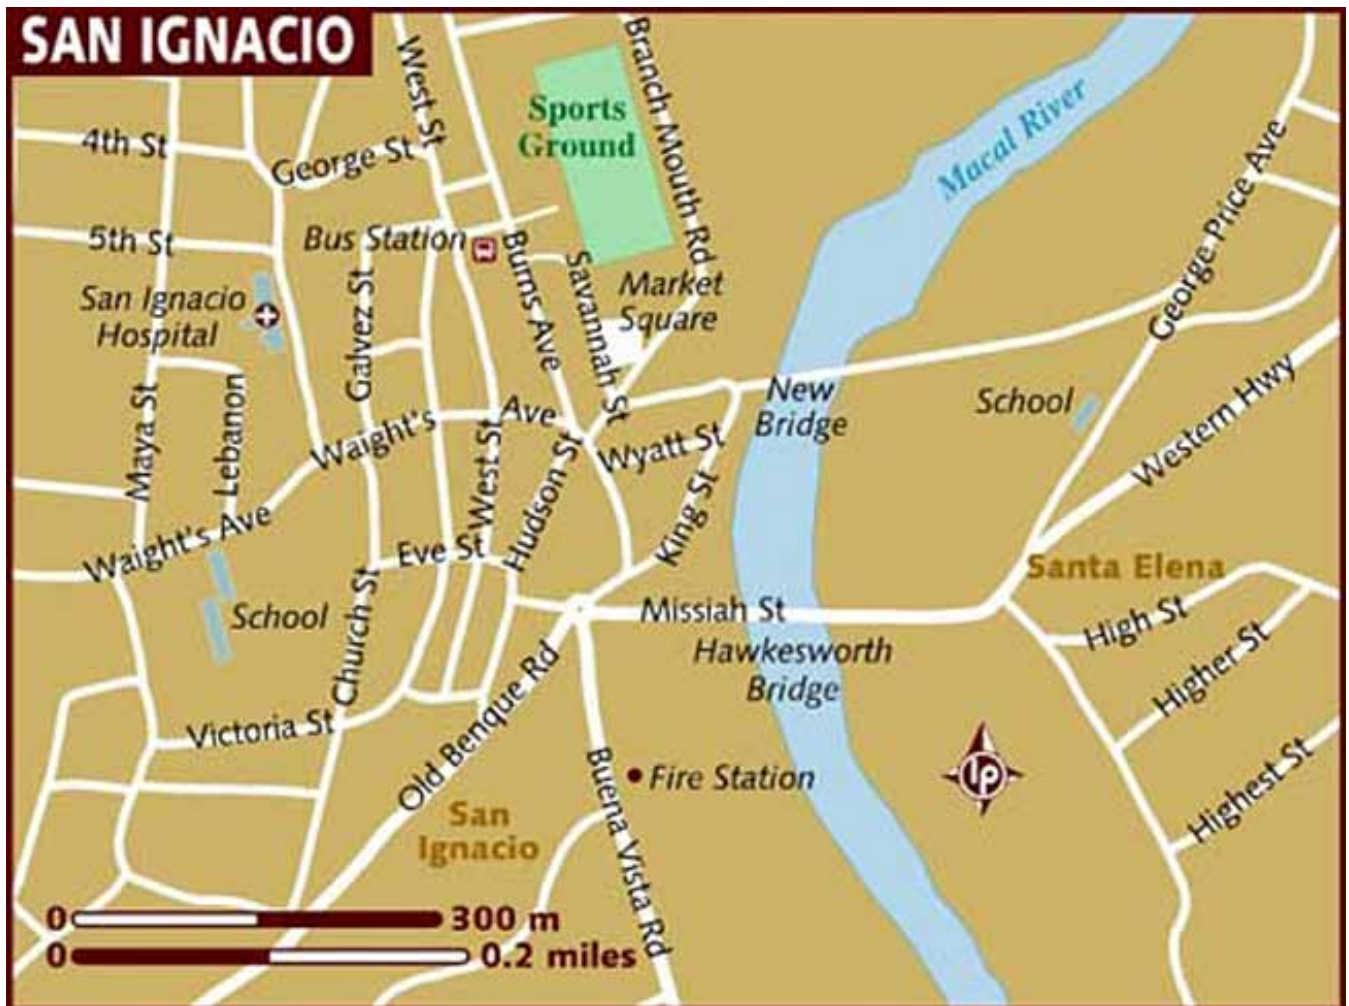 SAN IGNACIO
West St
Branch Mouth Rd
Sports
Ground
Macal River
4th St
George St
George Price Ave
5th St
Bus Station
Burns Ave
Savannah St
Market
Square
San Ignacio
Hospital
Galvez St
Maya St
Lebanon
Waight's
Ave
New
Bridge
School
Western Hwy
Wyatt St
West St
Hudson St
King St
Waight's Ave
Eve St
Santa Elena
School
Church St
Missiah St
High St
Hawkesworth
Bridge
Higher St
Victoria St
Old Benque Rd
Buena Vista Rd
Fire Station
lp
Highest St
San
Ignacio
0 300 m
0 0.2 miles